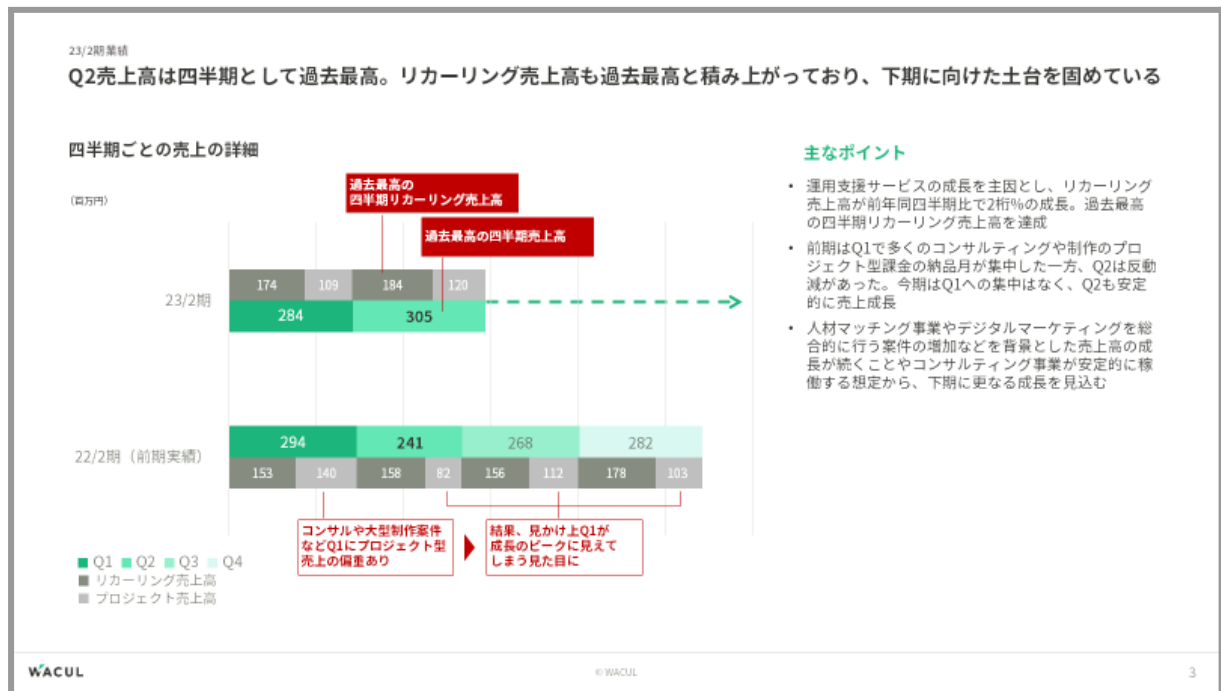 23/2期業績
Q2売上高は四半期として過去最高。リカーリング売上高も過去最高と積み上がっており、下期に向けた土台を固めている
四半期ごとの売上の詳細
(百万円)
過去最高の
四半期リカーリング売上高
過去最高の四半期売上高
23/2期
174 109 184 120
284 305
22/2期（前期実績）
294 241 268 282
153 140 158 82 156 112 178 103
コンサルや大型制作案件
などQ1にプロジェクト型
売上の偏重あり
結果、見かけ上Q1が
成長のピークに見えて
しまう見た目に
Q1 Q2 Q3 Q4
リカーリング売上高
プロジェクト売上高
主なポイント
• 運用支援サービスの成長を主因とし、リカーリング
売上高が前年同四半期比で2桁%の成長。過去最高
の四半期リカーリング売上高を達成
• 前期はQ1で多くのコンサルティングや制作のプロ
ジェクト型課金の納品月が集中した一方、Q2は反動
減があった。今期はQ1への集中はなく、Q2も安定
的に売上成長
• 人材マッチング事業やデジタルマーケティングを総
合的に行う案件の増加などを背景とした売上高の成
長が続くことやコンサルティング事業が安定的に稼
働する想定から、下期に更なる成長を見込む
WACUL
© WACUL
3